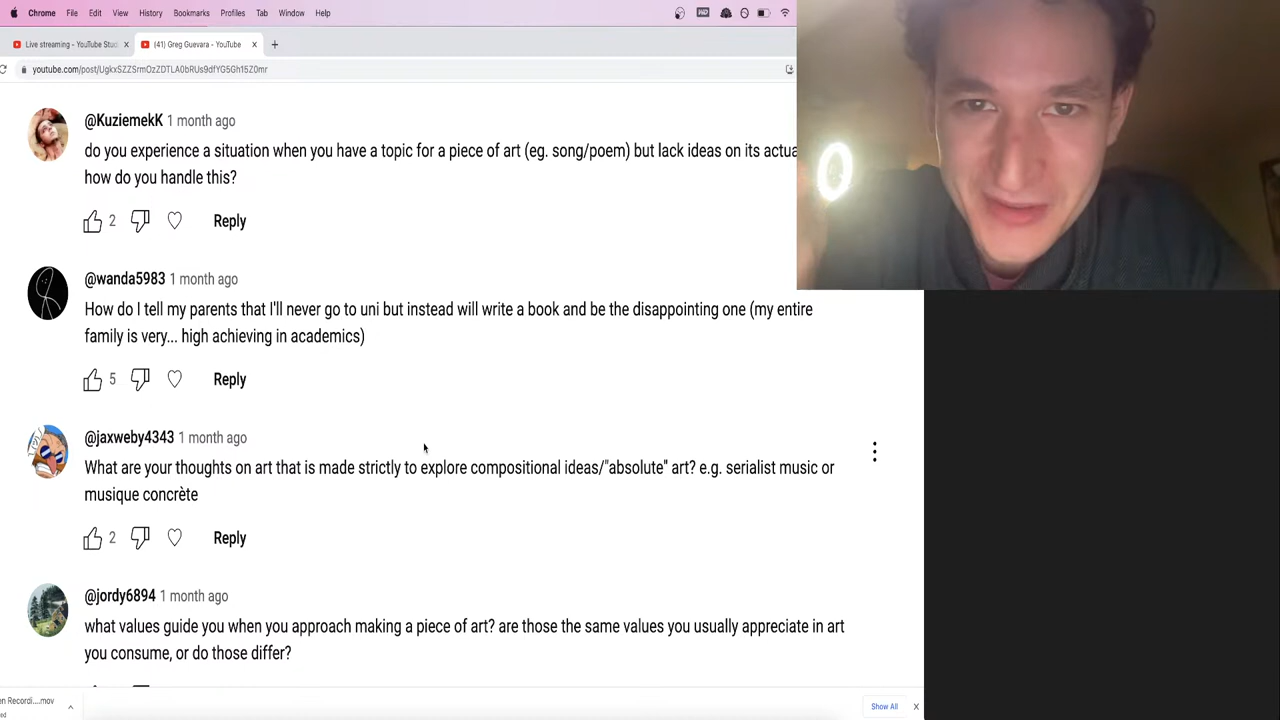 Chrome File Edit View History Bookmarks Profiles Tab Window Help
Live streaming - YouTube Stu
(41) Greg Guevara - YouTube
youtube.com/post/UgkxSZZSrmOzZDTLA0bRUs9dfYG5Gh15Z0mr
@KuziemekK 1 month ago
do you experience a situation when you have a topic for a piece of art (eg. song/poem) but lack ideas on its actua
how do you handle this?
2 Reply
@wanda5983 1 month ago
How do I tell my parents that I'll never go to uni but instead will write a book and be the disappointing one (my entire
family is very... high achieving in academics)
5 Reply
@jaxweby4343 1 month ago
What are your thoughts on art that is made strictly to explore compositional ideas/"absolute" art? e.g. serialist music or
musique concrète
2 Reply
@jordy6894 1 month ago
what values guide you when you approach making a piece of art? are those the same values you usually appreciate in art
you consume, or do those differ?
en Recordi....mov
Show All